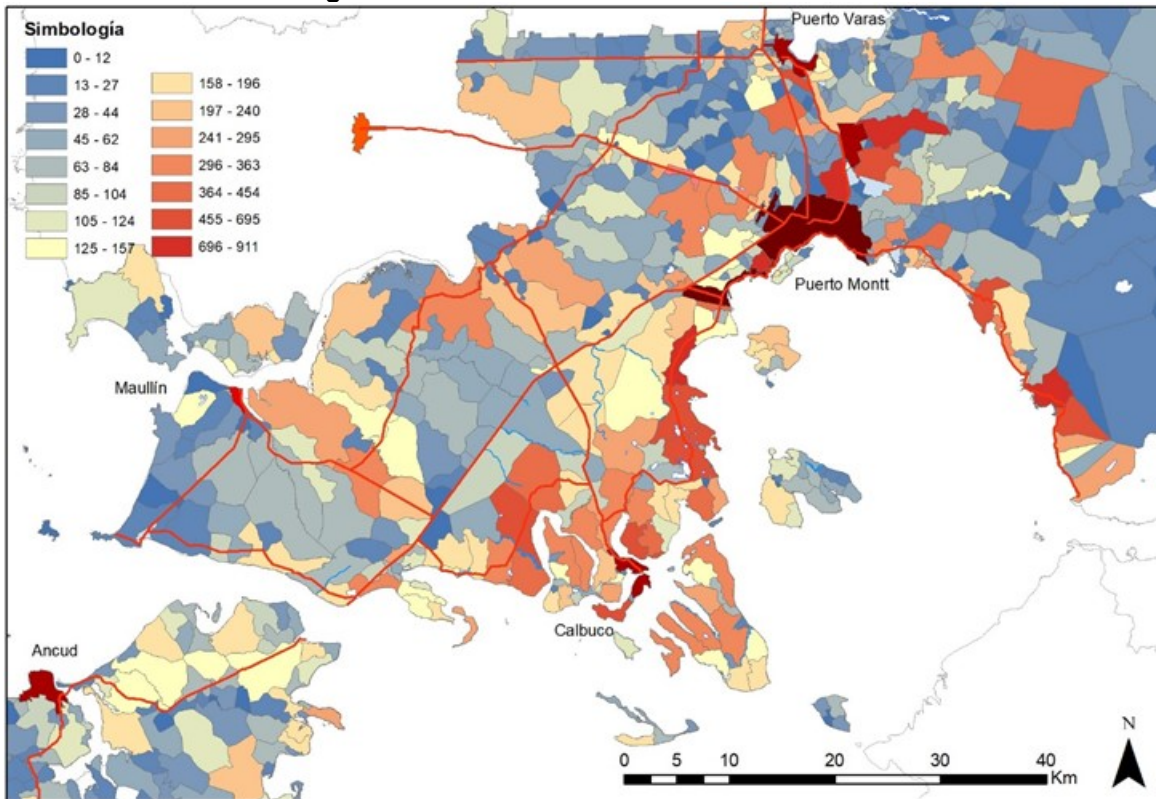 Simbología
0 - 12
13 - 27
28 - 44
45 - 62
63 - 84
85 - 104
105 - 124
125 - 157
158 - 196
197 - 240
241 - 295
296 - 363
364 - 454
455 - 695
696 - 911
Puerto Varas
Puerto Montt
Maullín
Calbuco
Ancud
N
0 5 10 20 30 40
Km